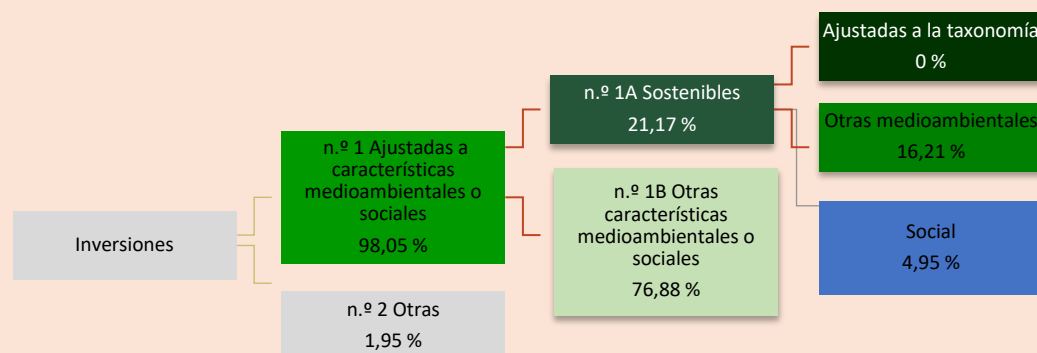 Inversiones
n.º 1 Ajustadas a
características
medioambientales o
sociales
98,05 %
n.º 2 Otras
1,95 %
n.º 1A Sostenibles
21,17 %
n.º 1B Otras
características
medioambientales o
sociales
76,88 %
Ajustadas a la taxonomía
0 %
Otras medioambientales
16,21 %
Social
4,95 %